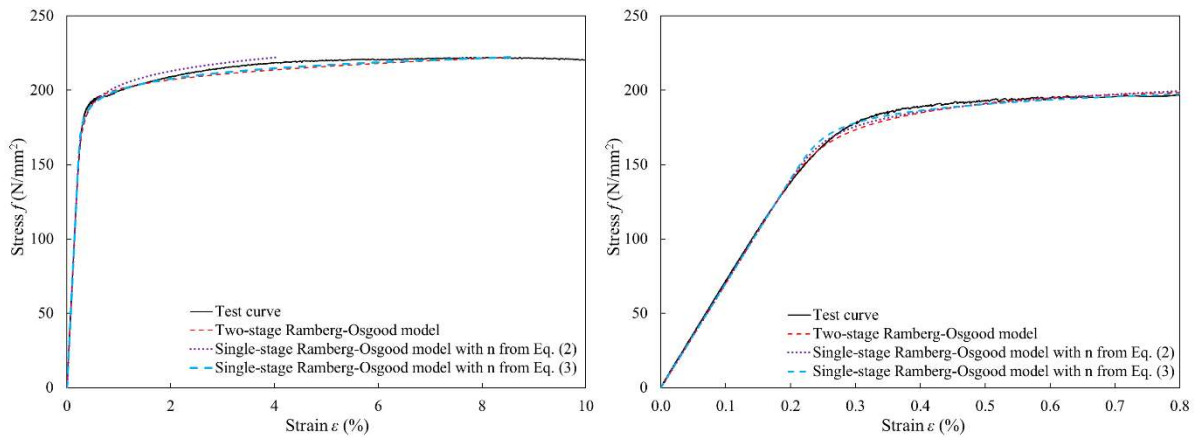 250
200
150
100
50
0
Stress f (N/mm²)
0 2 4 6 8 10
Strain ε (%)
Test curve
Two-stage Ramberg-Osgood model
Single-stage Ramberg-Osgood model with n from Eq. (2)
Single-stage Ramberg-Osgood model with n from Eq. (3)
250
200
150
100
50
0
Stress f (N/mm²)
0.0 0.1 0.2 0.3 0.4 0.5 0.6 0.7 0.8
Strain ε (%)
Test curve
Two-stage Ramberg-Osgood model
Single-stage Ramberg-Osgood model with n from Eq. (2)
Single-stage Ramberg-Osgood model with n from Eq. (3)